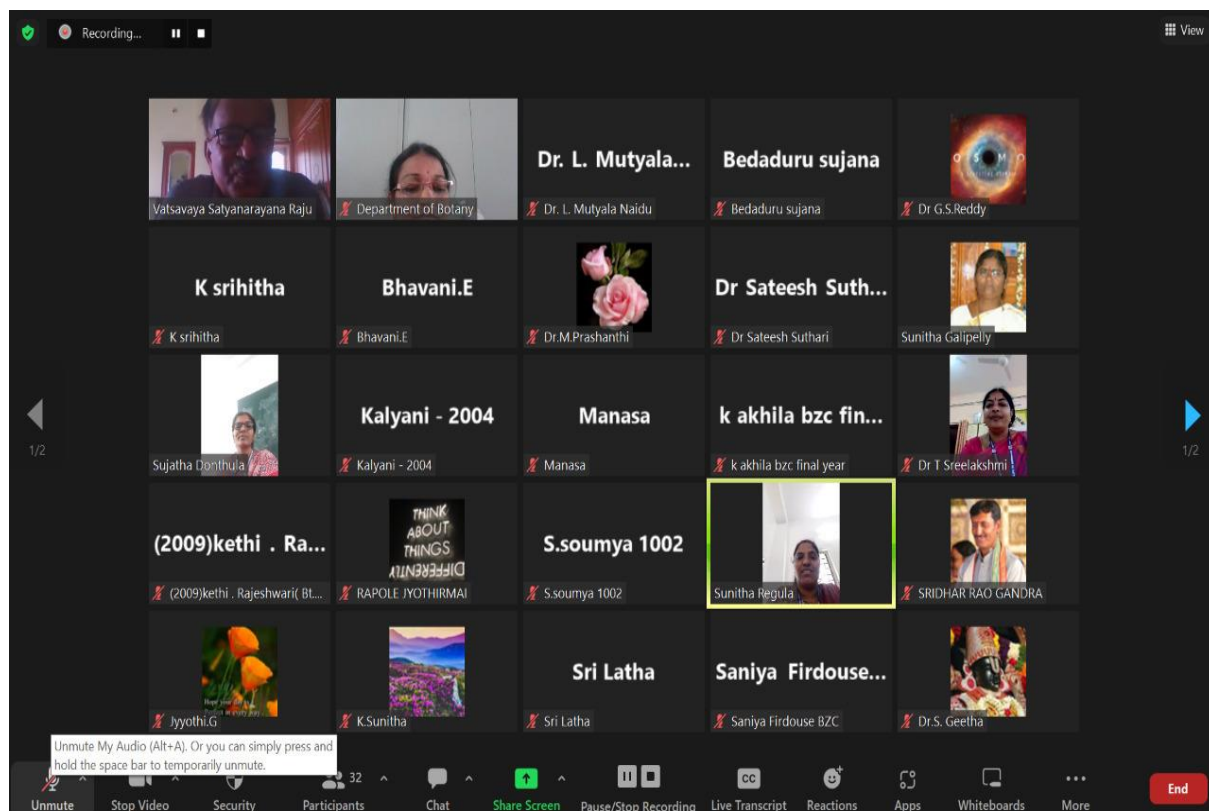 Recording...
View
Vatsavaya Satyanarayana Raju
Department of Botany
Dr. L. Mutyala...
Dr. L. Mutyala Naidu
Bedaduru sujana
Bedaduru sujana
O S M O
Dr G.S.Reddy
K srihitha
K srihitha
Bhavani.E
Bhavani.E
Dr.M.Prashanthi
Dr Sateesh Suth...
Dr Sateesh Suthari
Sunitha Galipelly
1/2
Sujatha Donthula
Kalyani - 2004
Kalyani - 2004
Manasa
Manasa
k akhila bzc fin...
k akhila bzc final year
Dr T Sreelakshmi
1/2
(2009)kethi . Ra...
(2009)kethi . Rajeshwari( Bt....
THINK
ABOUT
THINGS
DIFFERENTLY
RAPOLE JYOTHIRMAI
S.soumya 1002
S.soumya 1002
Sunitha Regula
SRIDHAR RAO GANDRA
Jyyothi.G
K.Sunitha
Sri Latha
Sri Latha
Saniya Firdouse...
Saniya Firdouse BZC
Dr.S. Geetha
Unmute My Audio (Alt+A). Or you can simply press and
hold the space bar to temporarily unmute.
32
CC
Unmute
Stop Video
Security
Participants
Chat
Share Screen
Pause/Stop Recording
Live Transcript
Reactions
Apps
Whiteboards
More
End